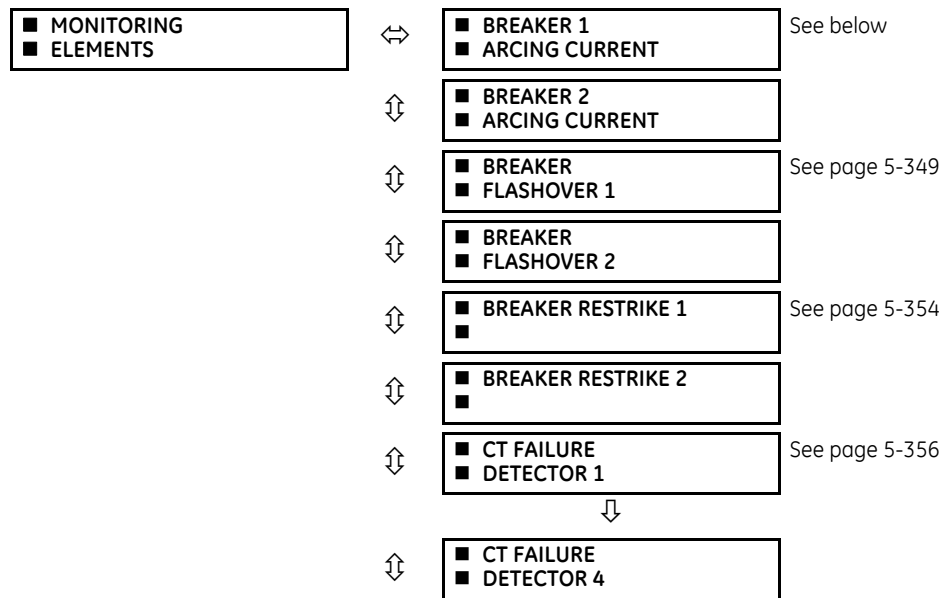 ■ MONITORING
■ ELEMENTS
■ BREAKER 1
■ ARCING CURRENT
See below
■ BREAKER 2
■ ARCING CURRENT
■ BREAKER
■ FLASHOVER 1
See page 5-349
■ BREAKER
■ FLASHOVER 2
■ BREAKER RESTRIKE 1
■
See page 5-354
■ BREAKER RESTRIKE 2
■
■ CT FAILURE
■ DETECTOR 1
See page 5-356
■ CT FAILURE
■ DETECTOR 4